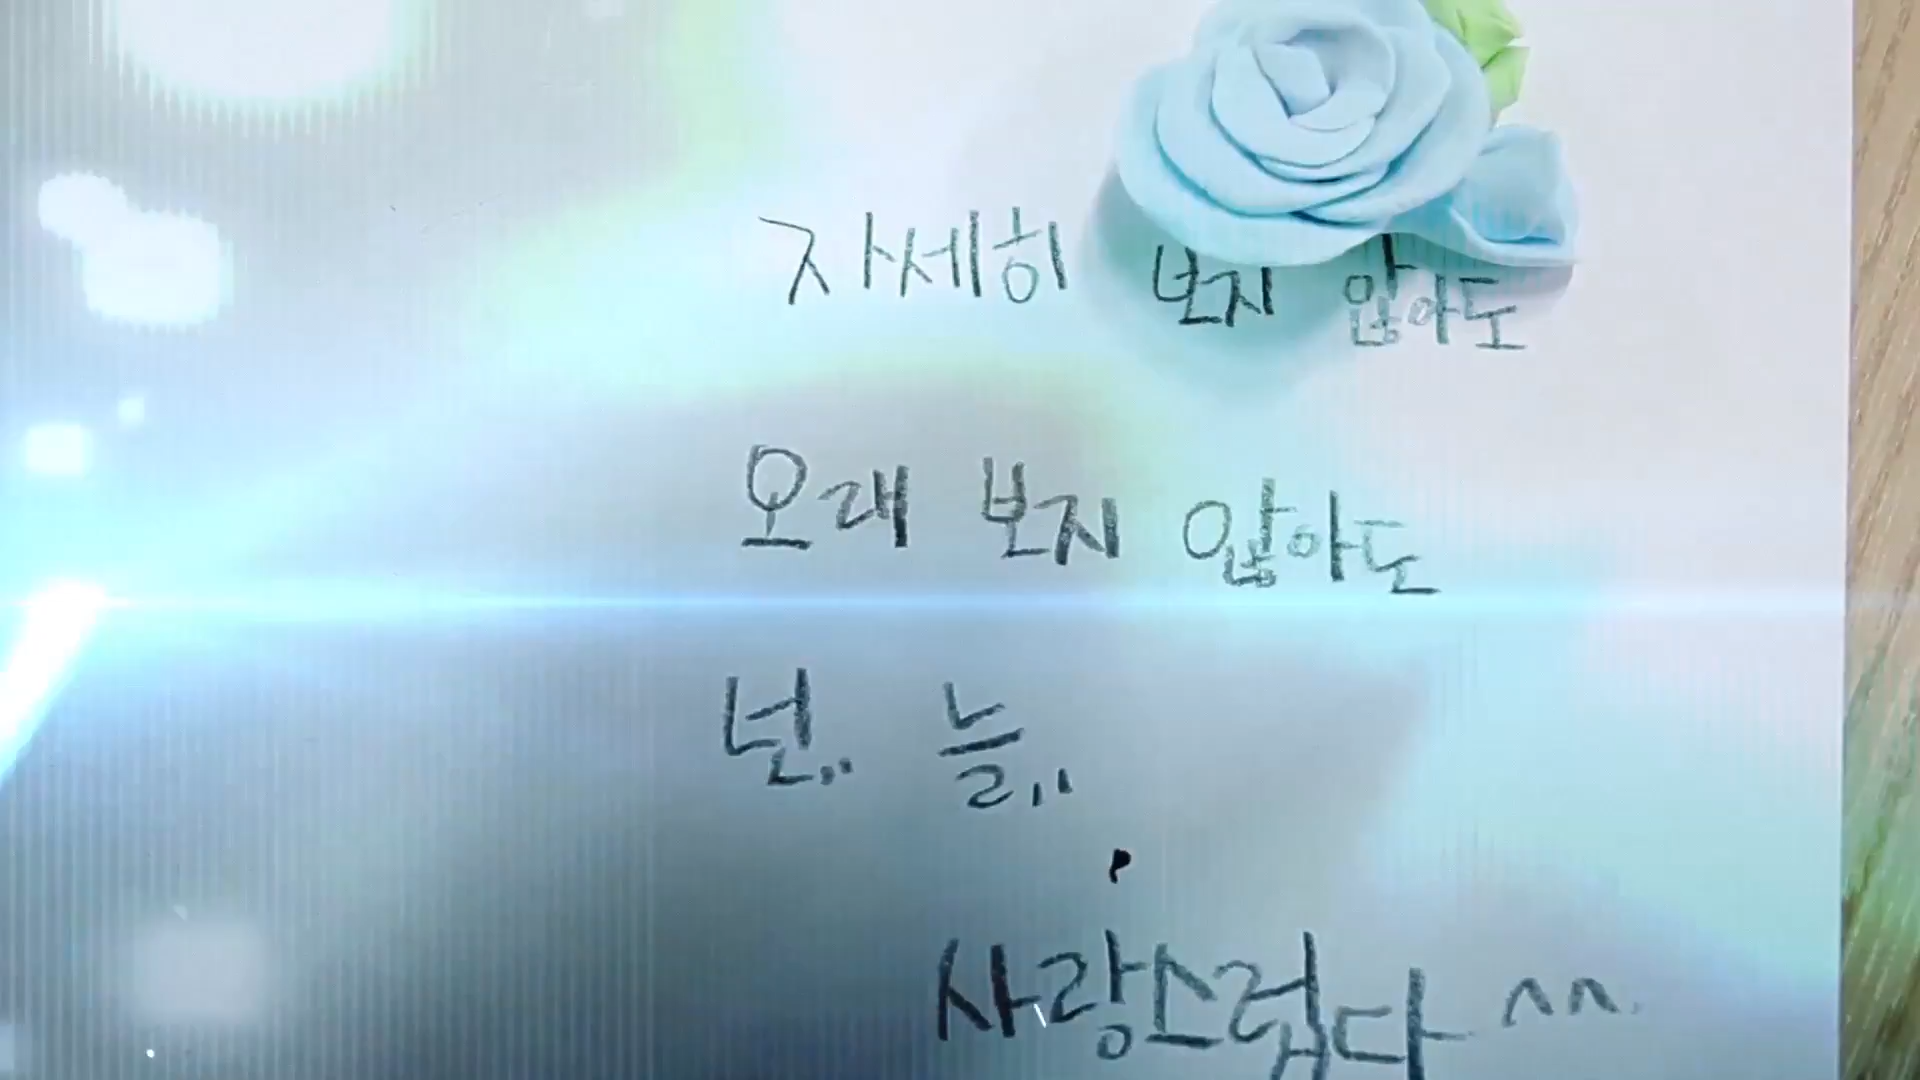 자세히 보지 않아도
오래 보지 않아도
넌,,, 늘,,,
사랑스럽다 ^^.